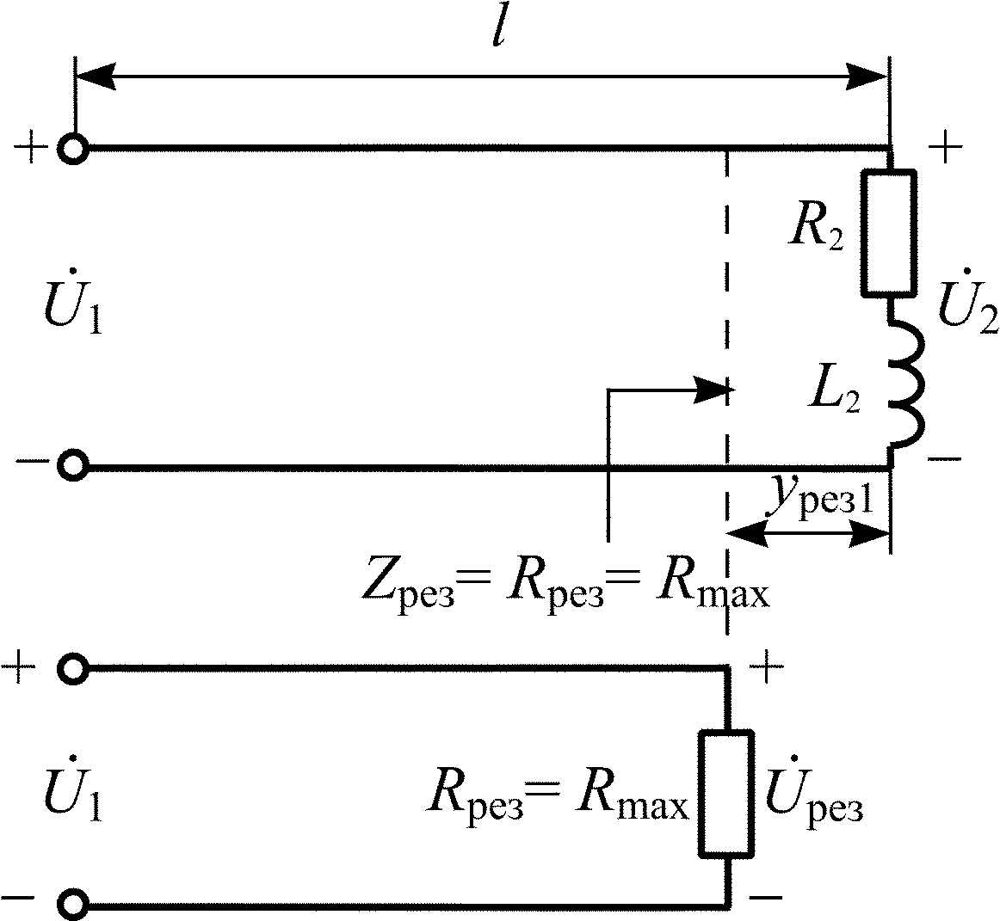 l
+ +
R₂
U̇₁ U̇₂
L₂
− −
yрез1
Zрез = Rрез = Rmax
+ +
U̇₁ Rрез = Rmax U̇рез
− −